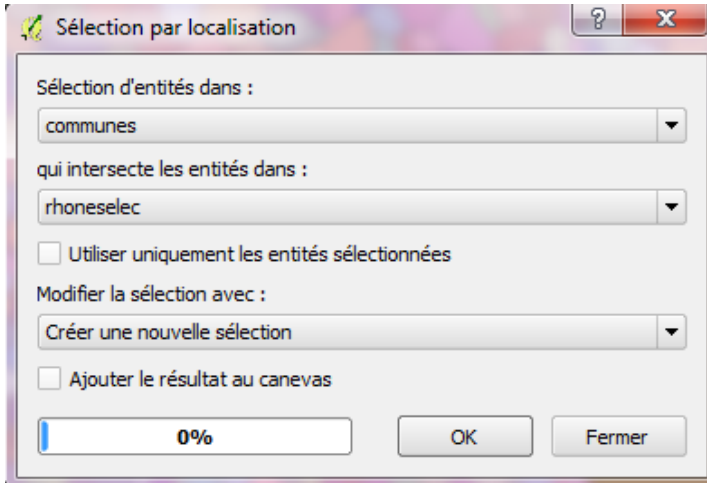 Sélection par localisation
Sélection d'entités dans :
communes
qui intersecte les entités dans :
rhoneselec
Utiliser uniquement les entités sélectionnées
Modifier la sélection avec :
Créer une nouvelle sélection
Ajouter le résultat au canevas
0% OK Fermer